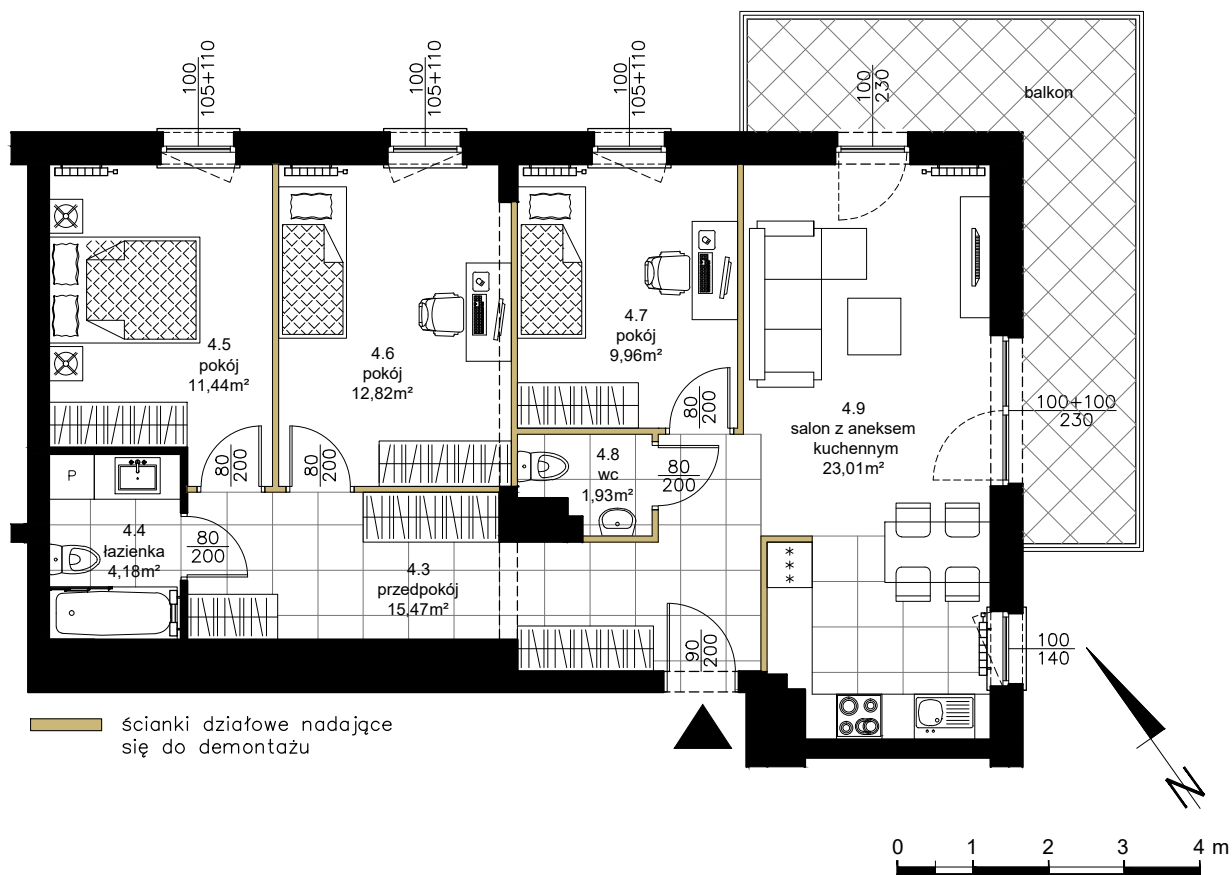 100
105+110
100
105+110
100
105+110
100
230
balkon
4.5
pokój
11,44m²
4.6
pokój
12,82m²
4.7
pokój
9,96m²
4.9
salon z aneksem
kuchennym
23,01m²
100+100
230
80
200
80
200
80
200
4.8
wc
1,93m²
80
200
P
4.4
łazienka
4,18m²
80
200
4.3
przedpokój
15,47m²
***
90
200
100
140
ścianki działowe nadające
się do demontażu
N
0 1 2 3 4 m